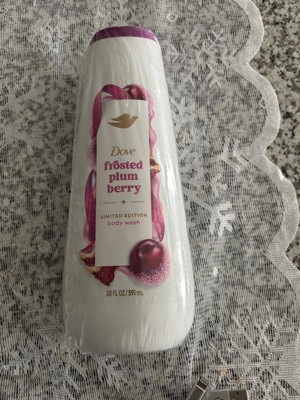 Dove
frosted
plum
berry
LIMITED EDITION
body wash
20 FL OZ/591 mL